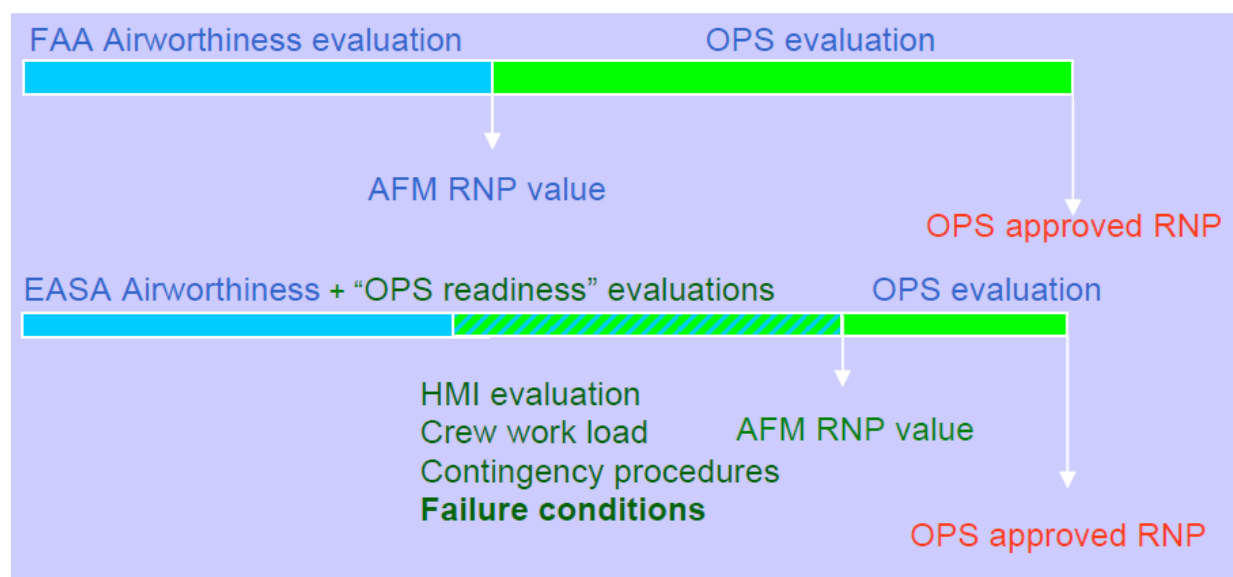 FAA Airworthiness evaluation
OPS evaluation
AFM RNP value
OPS approved RNP
EASA Airworthiness + “OPS readiness” evaluations
OPS evaluation
HMI evaluation
Crew work load
Contingency procedures
Failure conditions
AFM RNP value
OPS approved RNP